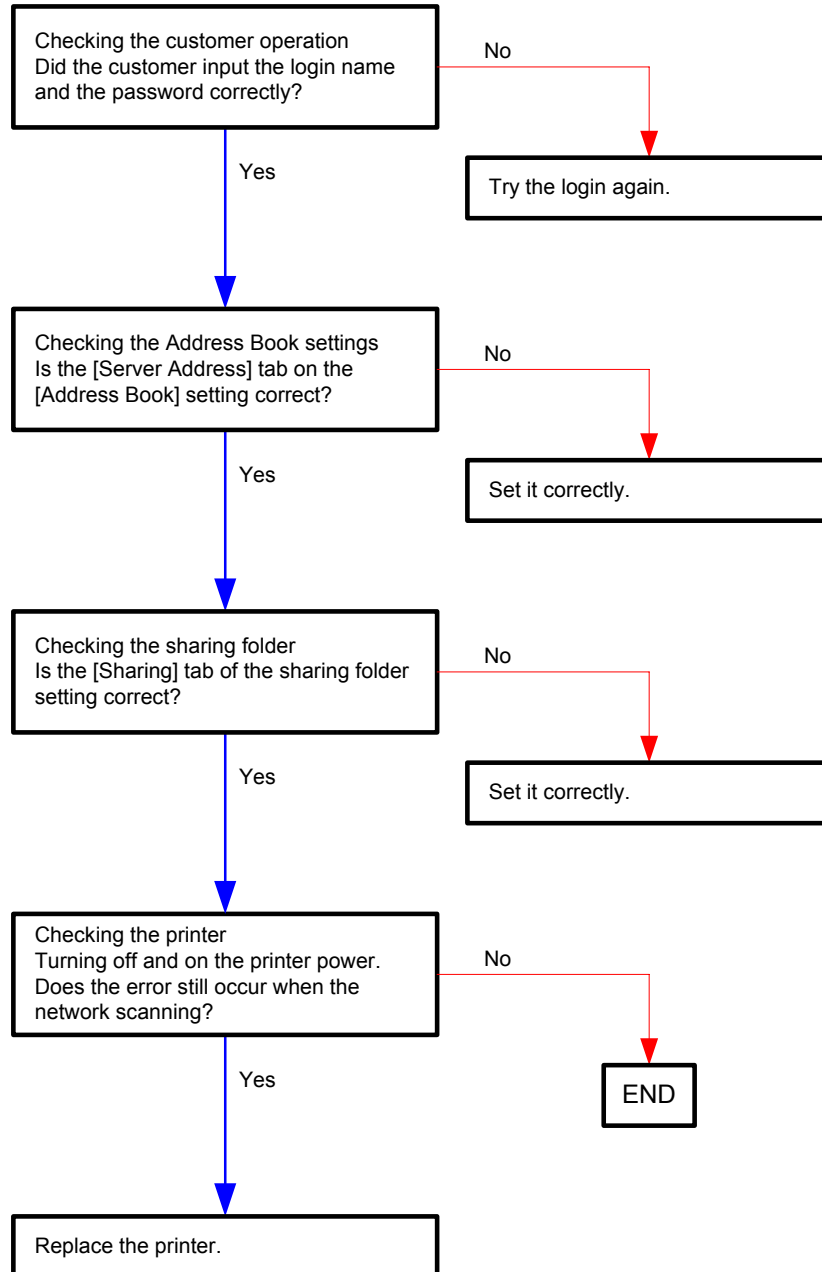 Checking the customer operation
Did the customer input the login name
and the password correctly?
No
Yes
Try the login again.
Checking the Address Book settings
Is the [Server Address] tab on the
[Address Book] setting correct?
No
Yes
Set it correctly.
Checking the sharing folder
Is the [Sharing] tab of the sharing folder
setting correct?
No
Yes
Set it correctly.
Checking the printer
Turning off and on the printer power.
Does the error still occur when the
network scanning?
No
Yes
END
Replace the printer.